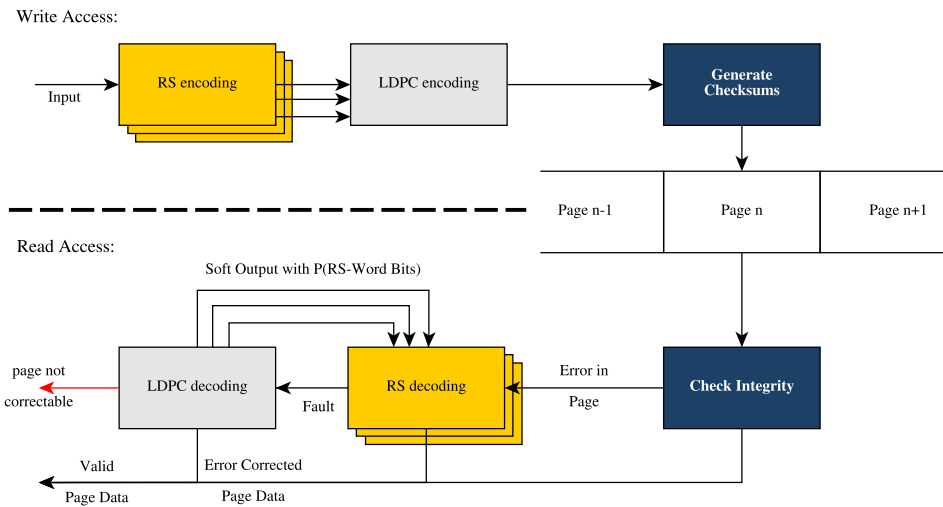 Write Access:
RS encoding
LDPC encoding
Generate
Checksums
Input
Page n-1
Page n
Page n+1
Read Access:
Soft Output with P(RS-Word Bits)
page not
correctable
LDPC decoding
Fault
RS decoding
Error in
Page
Check Integrity
Valid
Page Data
Error Corrected
Page Data